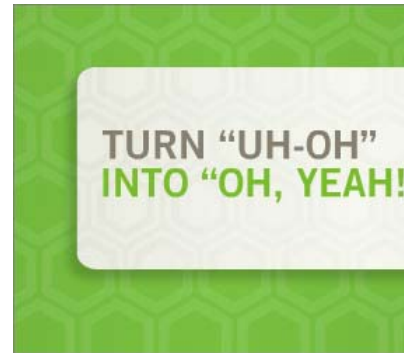 TURN “UH-OH”
INTO “OH, YEAH!